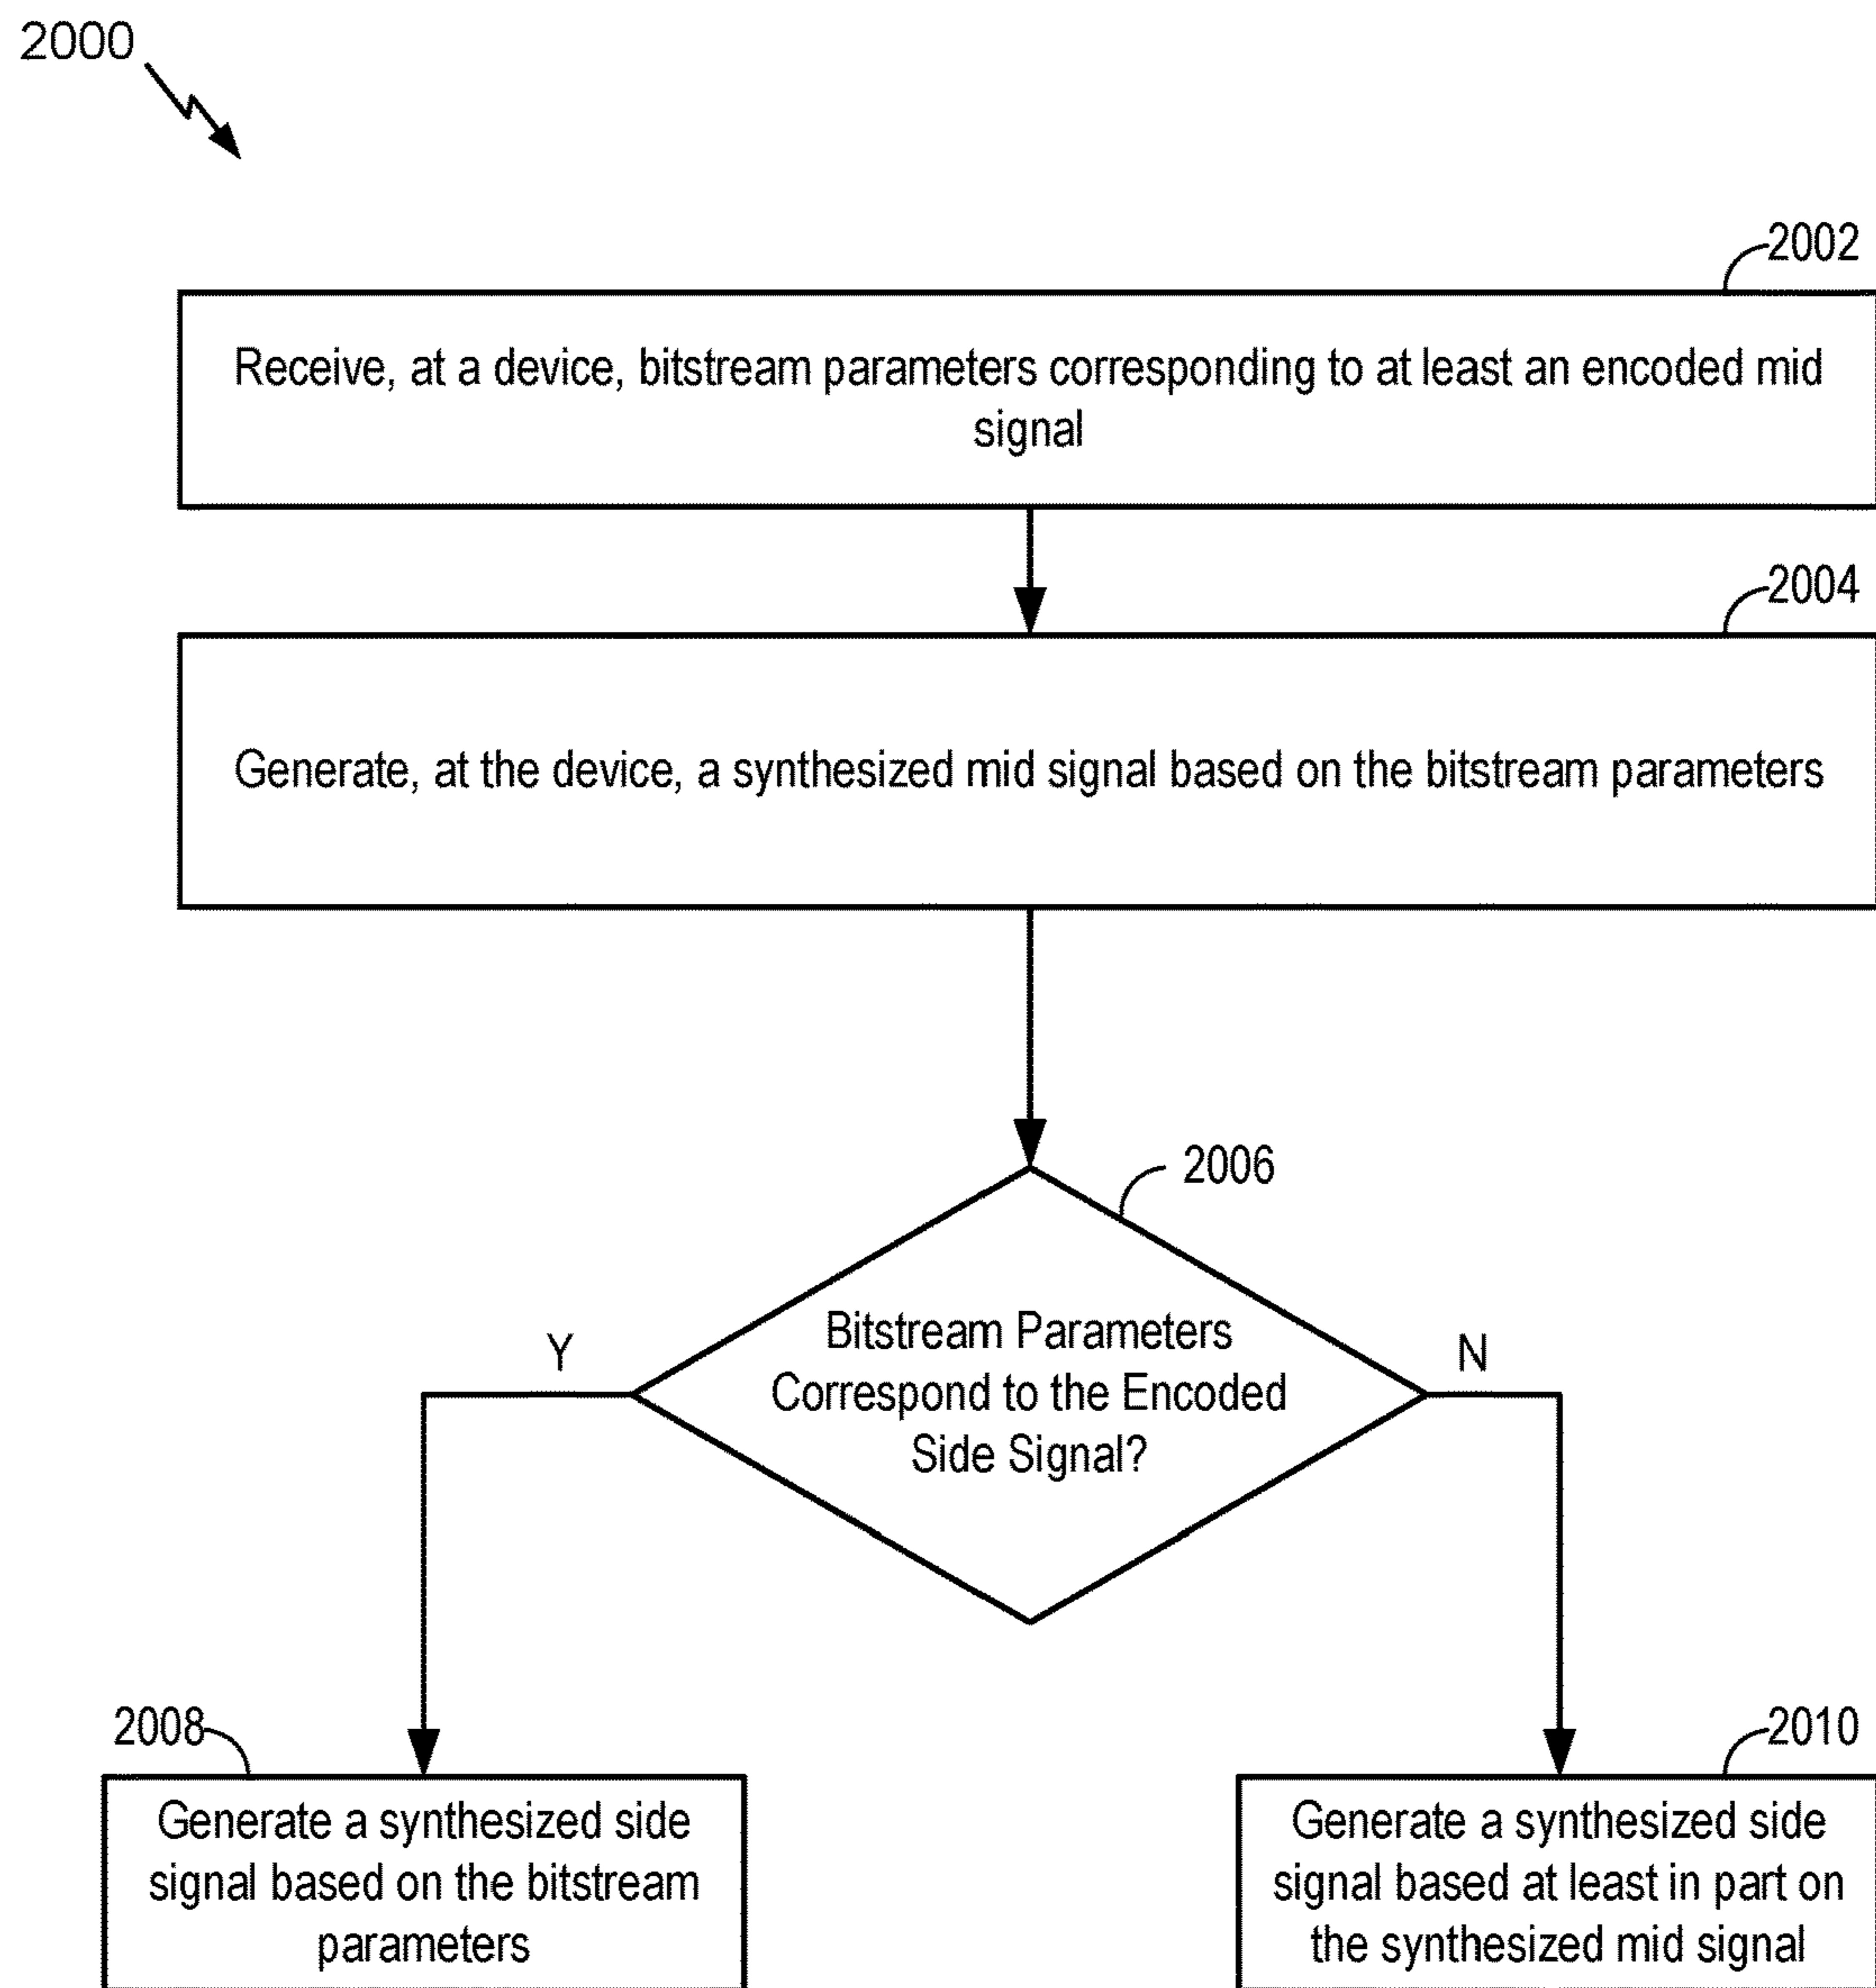 2000
2002
Receive, at a device, bitstream parameters corresponding to at least an encoded mid
signal
2004
Generate, at the device, a synthesized mid signal based on the bitstream parameters
2006
Bitstream Parameters
Correspond to the Encoded
Side Signal?
Y
N
2008
Generate a synthesized side
signal based on the bitstream
parameters
2010
Generate a synthesized side
signal based at least in part on
the synthesized mid signal